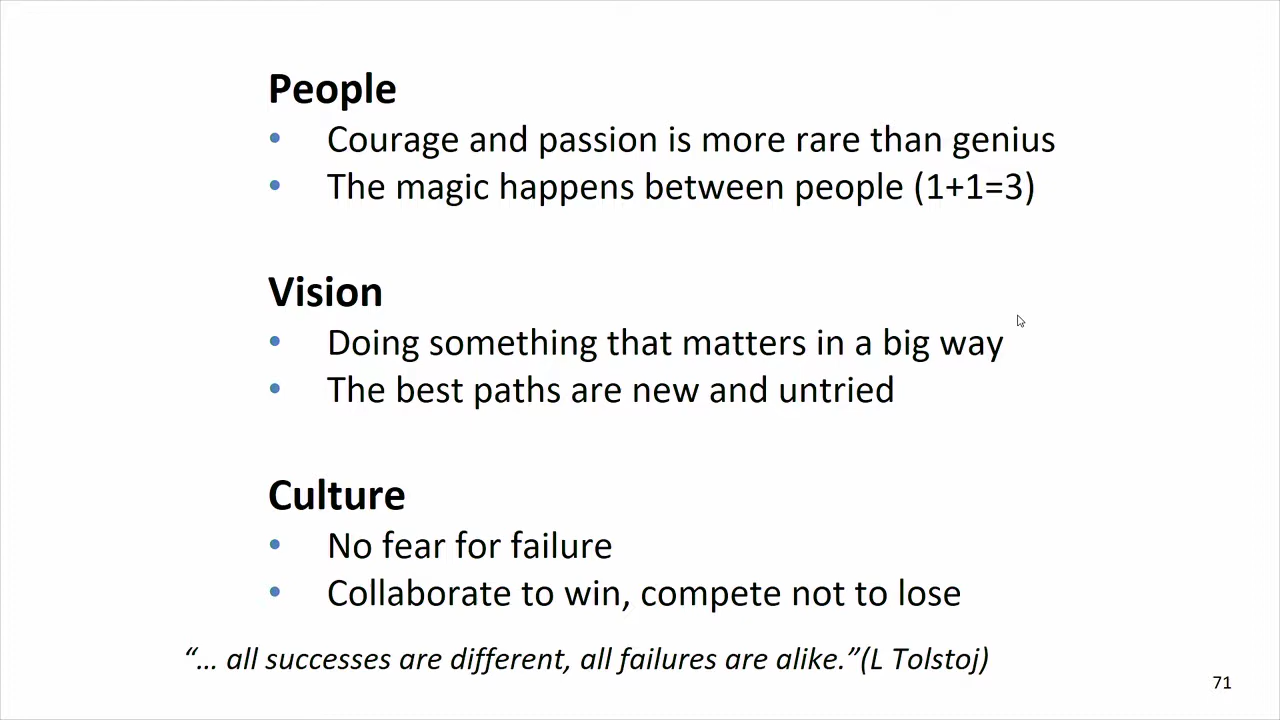 People
• Courage and passion is more rare than genius
• The magic happens between people (1+1=3)
Vision
• Doing something that matters in a big way
• The best paths are new and untried
Culture
• No fear for failure
• Collaborate to win, compete not to lose
“… all successes are different, all failures are alike.”(L Tolstoj)
71